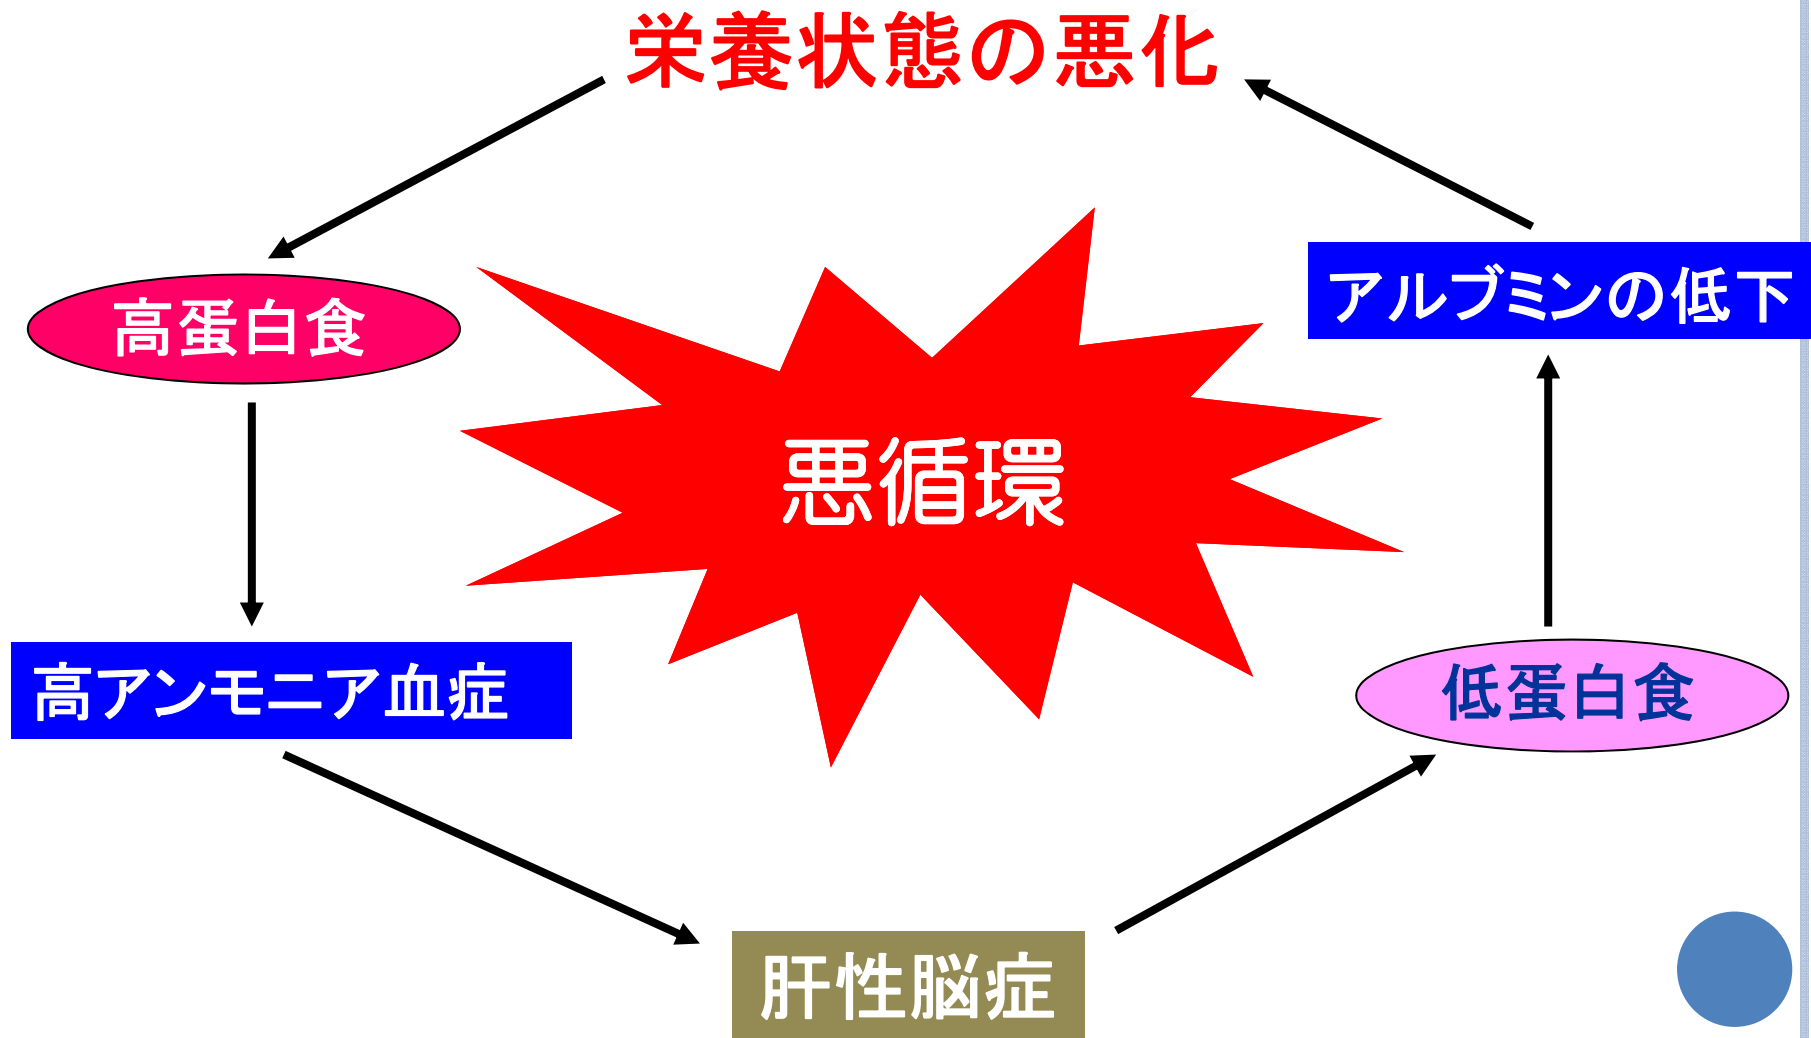 栄養状態の悪化
アルブミンの低下
高蛋白食
悪循環
高アンモニア血症
低蛋白食
肝性脳症